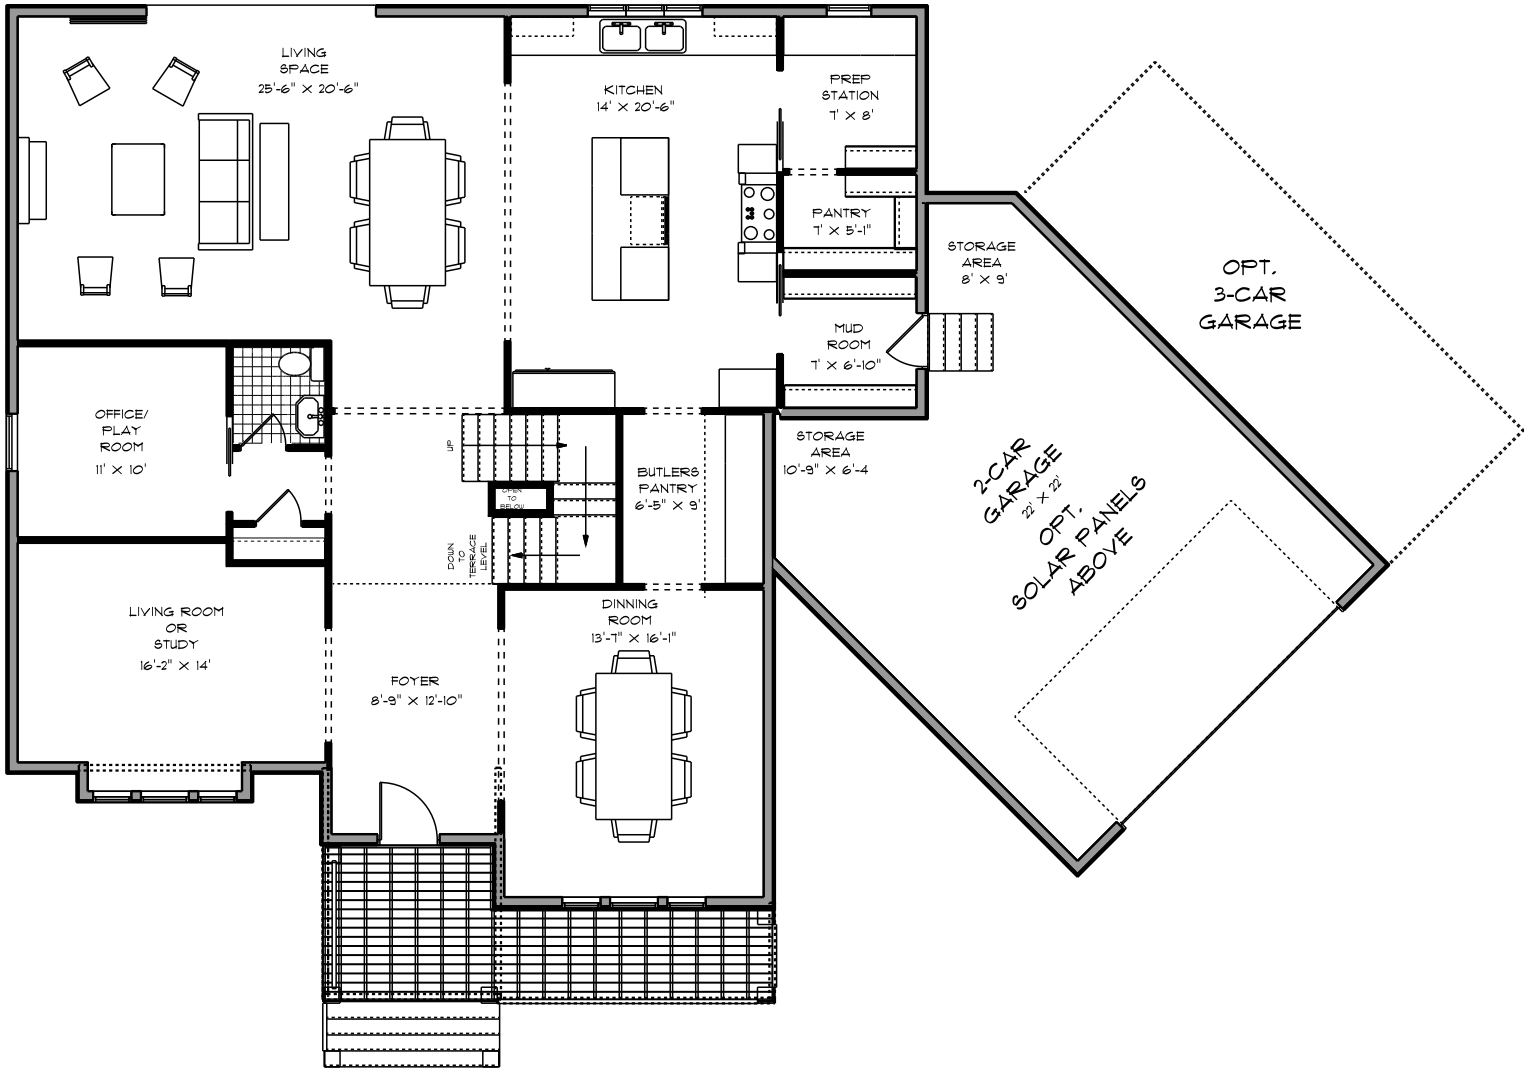 LIVING
SPACE
25'-6" X 20'-6"
KITCHEN
14' X 20'-6"
PREP
STATION
7' X 8'
PANTRY
7' X 5'-1"
STORAGE
AREA
8' X 9'
OPT.
3-CAR
GARAGE
MUD
ROOM
7' X 6'-10"
OFFICE/
PLAY
ROOM
11' X 10'
UP
STORAGE
AREA
10'-9" X 6'-4
2-CAR
GARAGE
22' X 22'
OPT.
SOLAR PANELS
ABOVE
BUTLERS
PANTRY
6'-5" X 9'
OPEN
TO
BELOW
DOWN
TO
TERRACE
LEVEL
LIVING ROOM
OR
STUDY
16'-2" X 14'
DINNING
ROOM
13'-7" X 16'-1"
FOYER
8'-9" X 12'-10"